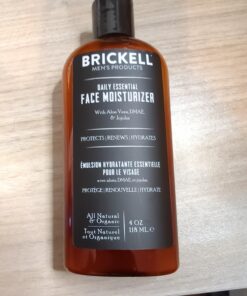 BRICKELL
MEN'S PRODUCTS
DAILY ESSENTIAL
FACE MOISTURIZER
With Aloe Vera, DMAE,
& Jojoba
PROTECTS|RENEWS|HYDRATES
ÉMULSION HYDRATANTE ESSENTIELLE
POUR LE VISAGE
DMAE
PROTÈGE|RENOUVELLE|HYDRATE
All Natural
& Organic
Tout Naturel
et Organique
4 OZ
118 ML ℮